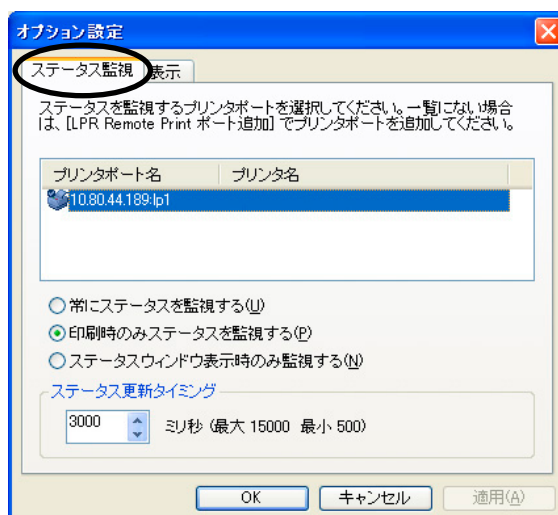 オプション設定
ステータス監視 表示
ステータスを監視するプリンタポートを選択してください。一覧にない場合
は、[LPR Remote Print ポート追加] でプリンタポートを追加してください。
プリンタポート名 プリンタ名
10.80.44.189:lp1
常にステータスを監視する(U)
印刷時のみステータスを監視する(P)
ステータスウィンドウ表示時のみ監視する(N)
ステータス更新タイミング
3000 ミリ秒 (最大 15000 最小 500)
OK キャンセル 適用(A)